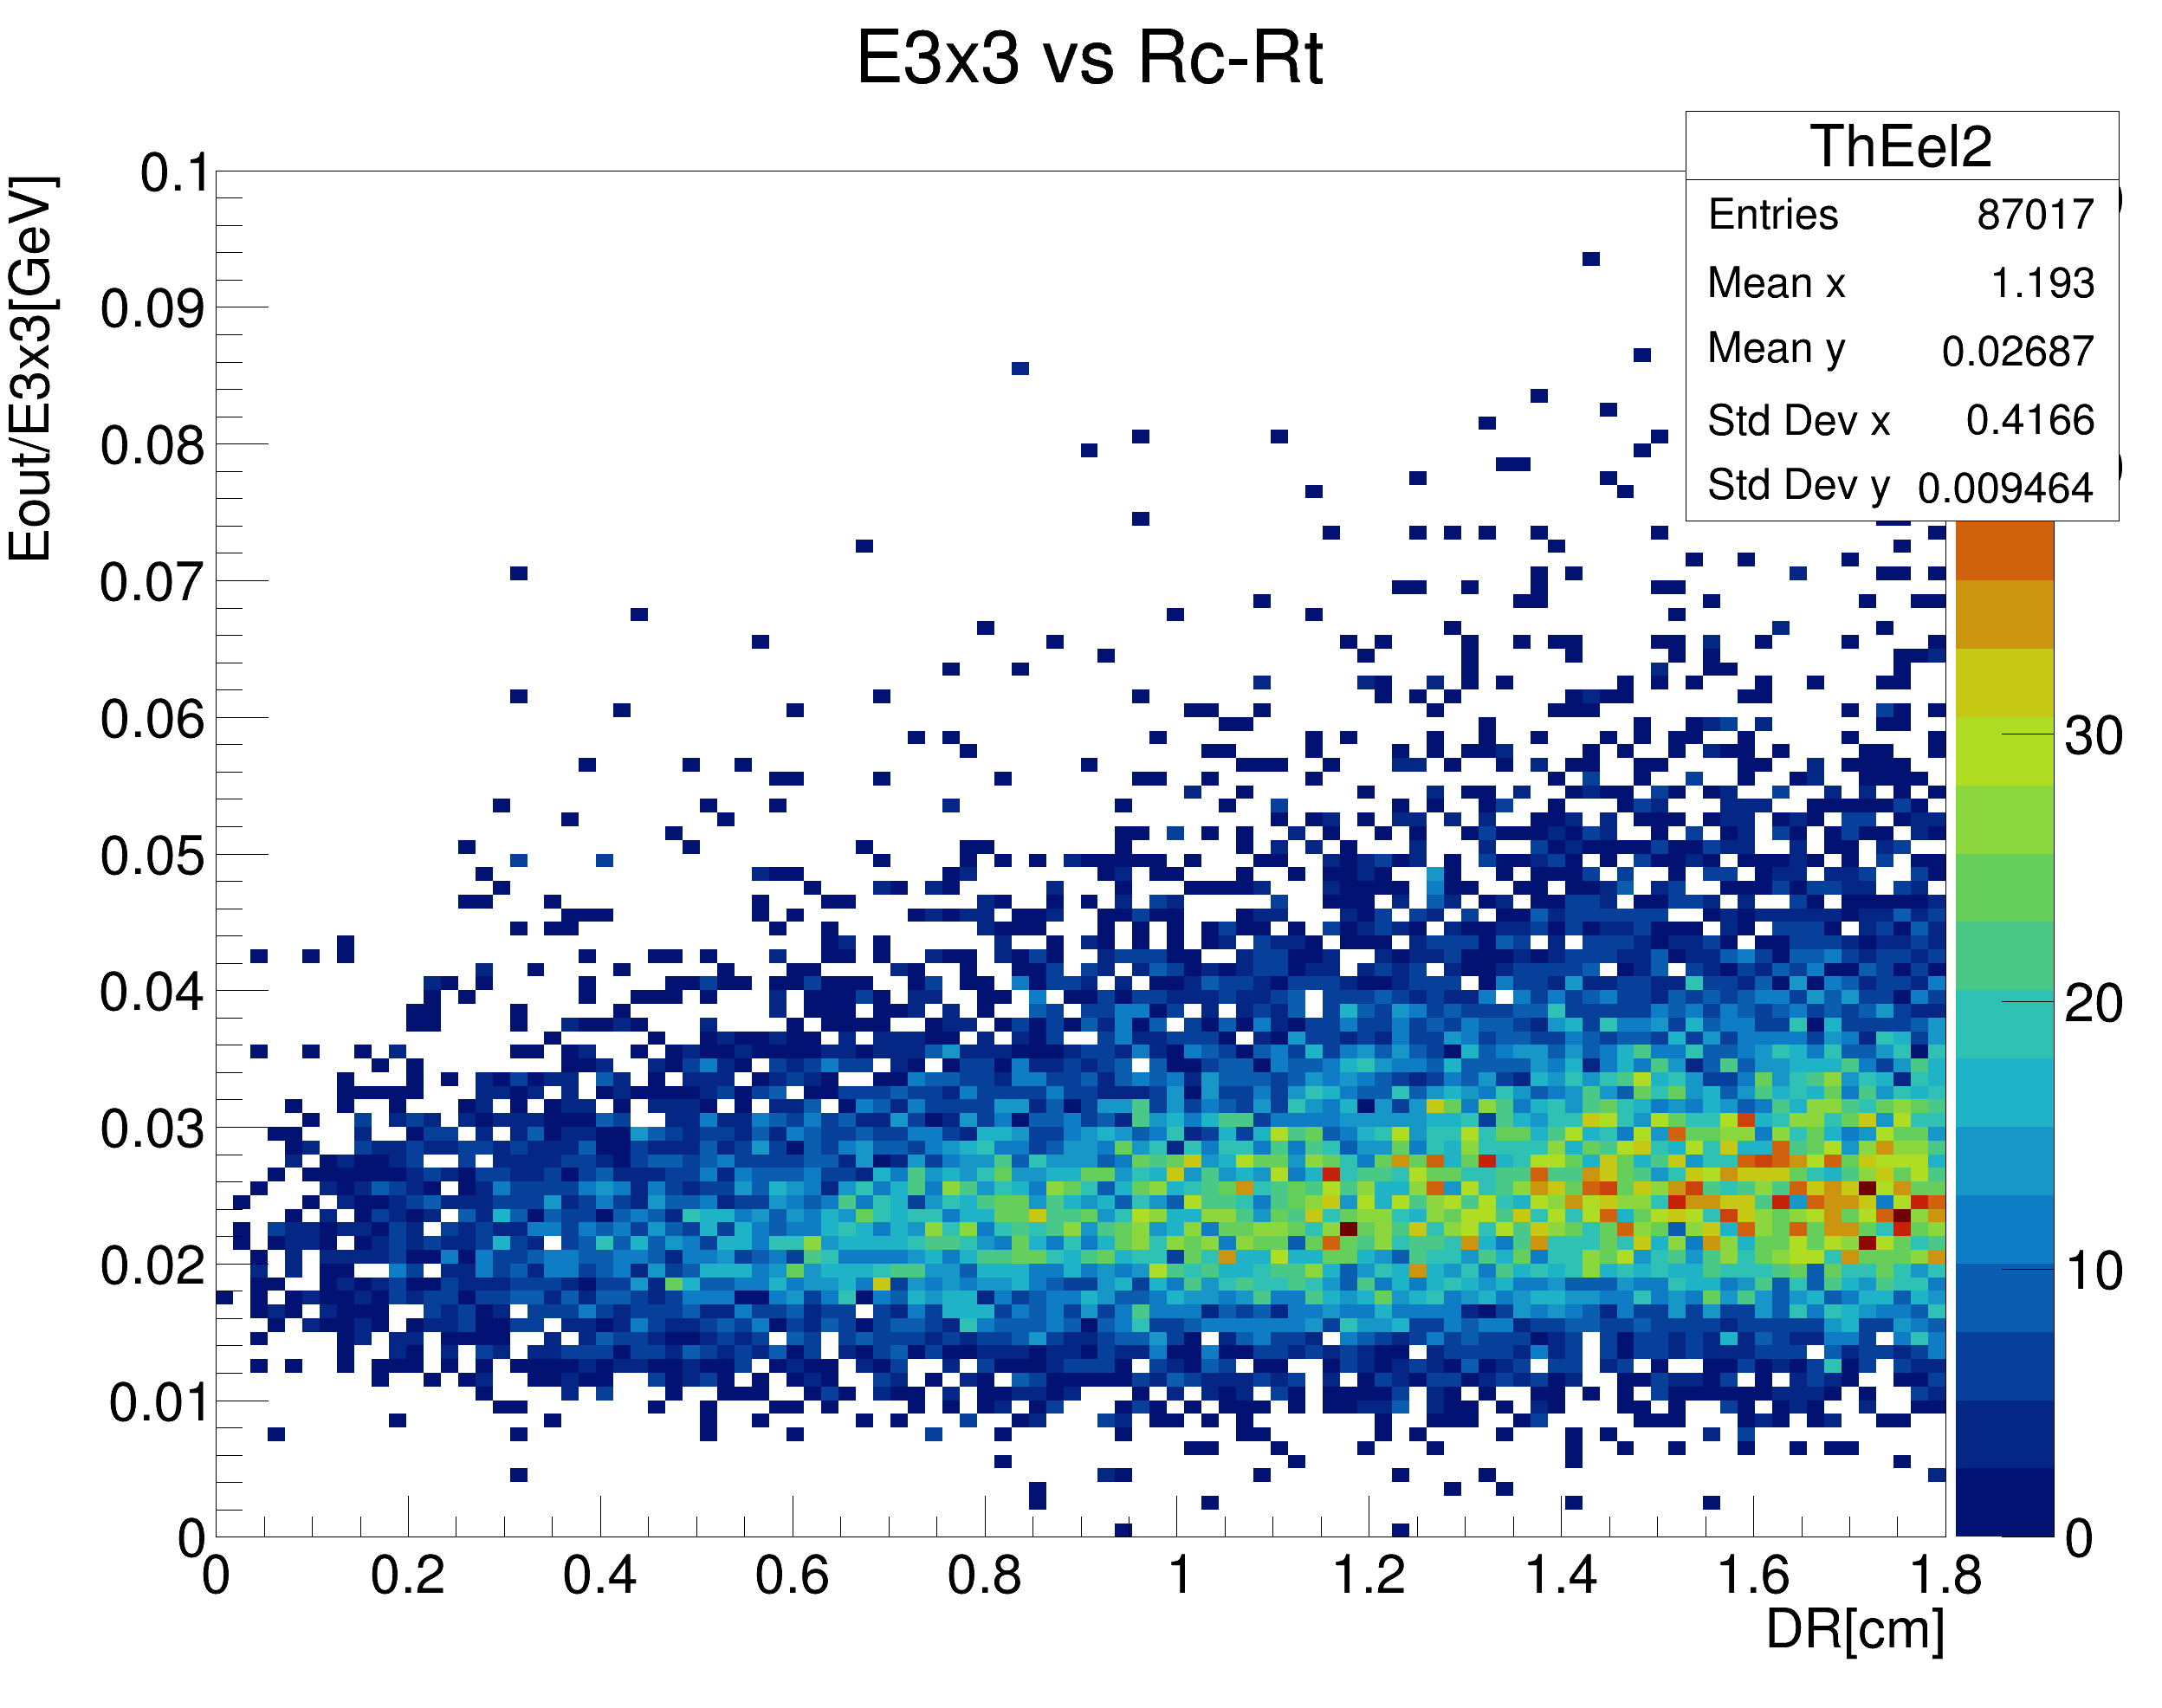 E3x3 vs Rc-Rt
ThEel2
Entries 87017
Mean x 1.193
Mean y 0.02687
Std Dev x 0.4166
Std Dev y 0.009464
Eout/E3x3[GeV]
0.1
0.09
0.08
0.07
0.06
0.05
0.04
0.03
0.02
0.01
0
30
20
10
0
0 0.2 0.4 0.6 0.8 1 1.2 1.4 1.6 1.8
DR[cm]